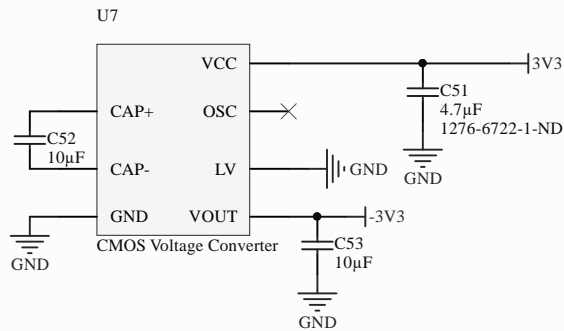 U7
VCC
3V3
C51
4.7µF
1276-6722-1-ND
GND
CAP+
OSC
C52
10µF
CAP-
LV
GND
GND
VOUT
-3V3
GND
CMOS Voltage Converter
C53
10µF
GND